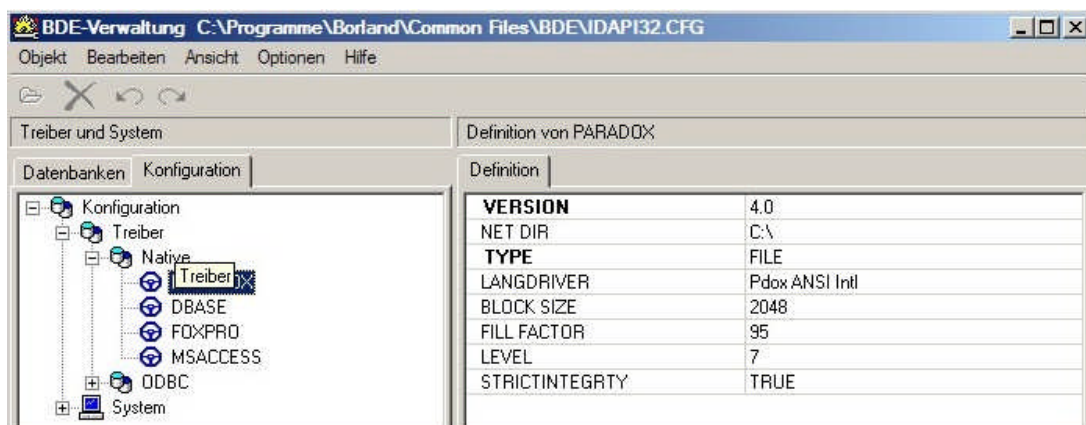 BDE-Verwaltung C:\Programme\Borland\Common Files\BDE\IDAPI32.CFG
Objekt Bearbeiten Ansicht Optionen Hilfe
Treiber und System
Definition von PARADOX
Datenbanken Konfiguration
Definition
Konfiguration
Treiber
Native
Treiber
DBASE
FOXPRO
MSACCESS
ODBC
System
VERSION 4.0
NET DIR C:\
TYPE FILE
LANGDRIVER Pdox ANSI Intl
BLOCK SIZE 2048
FILL FACTOR 95
LEVEL 7
STRICTINTEGRTY TRUE